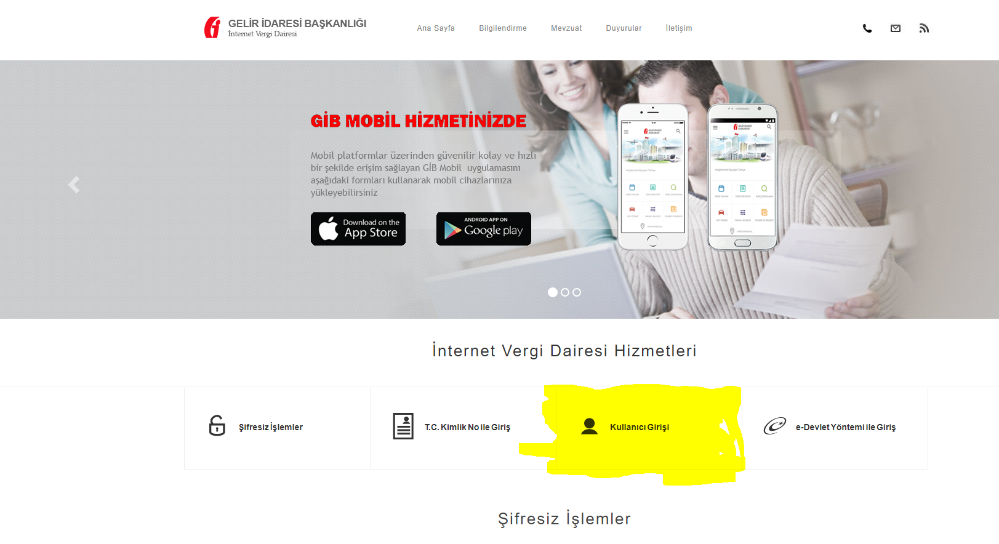 GELİR İDARESİ BAŞKANLIĞI
İnternet Vergi Dairesi
Ana Sayfa
Bilgilendirme
Mevzuat
Duyurular
İletişim
GİB MOBİL HİZMETİNİZDE
Mobil platformlar üzerinden güvenilir kolay ve hızlı
bir şekilde erişim sağlayan GİB Mobil uygulamasını
aşağıdaki formları kullanarak mobil cihazlarınıza
yükleyebilirsiniz
Download on the
App Store
ANDROID APP ON
Google play
İnternet Vergi Dairesi Hizmetleri
Şifresiz İşlemler
T.C. Kimlik No ile Giriş
Kullanıcı Girişi
e-Devlet Yöntemi ile Giriş
Şifresiz İşlemler